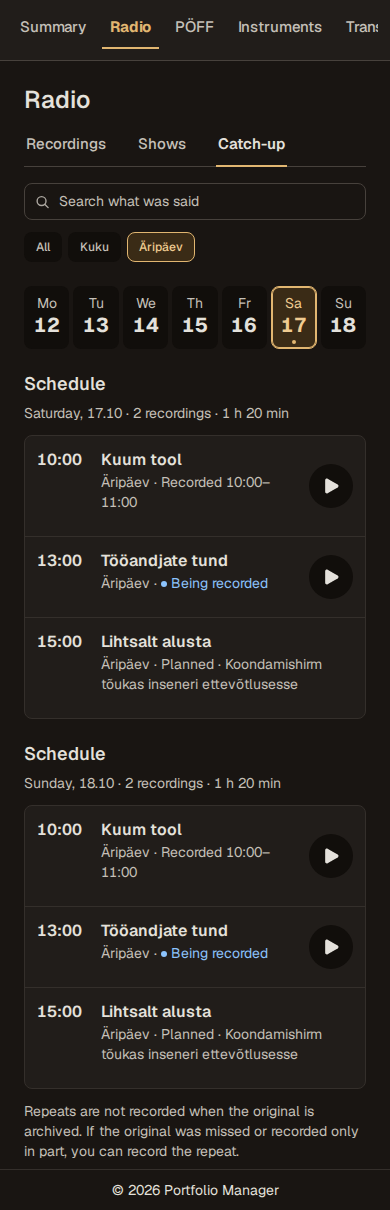 Summary Radio PÖFF Instruments Trans
Radio
Recordings Shows Catch-up
Search what was said
All Kuku Äripäev
Mo Tu We Th Fr Sa Su
12 13 14 15 16 17 18
Schedule
Saturday, 17.10 · 2 recordings · 1 h 20 min
10:00 Kuum tool
Äripäev · Recorded 10:00–
11:00
13:00 Tööandjate tund
Äripäev · Being recorded
15:00 Lihtsalt alusta
Äripäev · Planned · Koondamishirm
tõukas inseneri ettevõtlusesse
Schedule
Sunday, 18.10 · 2 recordings · 1 h 20 min
10:00 Kuum tool
Äripäev · Recorded 10:00–
11:00
13:00 Tööandjate tund
Äripäev · Being recorded
15:00 Lihtsalt alusta
Äripäev · Planned · Koondamishirm
tõukas inseneri ettevõtlusesse
Repeats are not recorded when the original is
archived. If the original was missed or recorded only
in part, you can record the repeat.
© 2026 Portfolio Manager